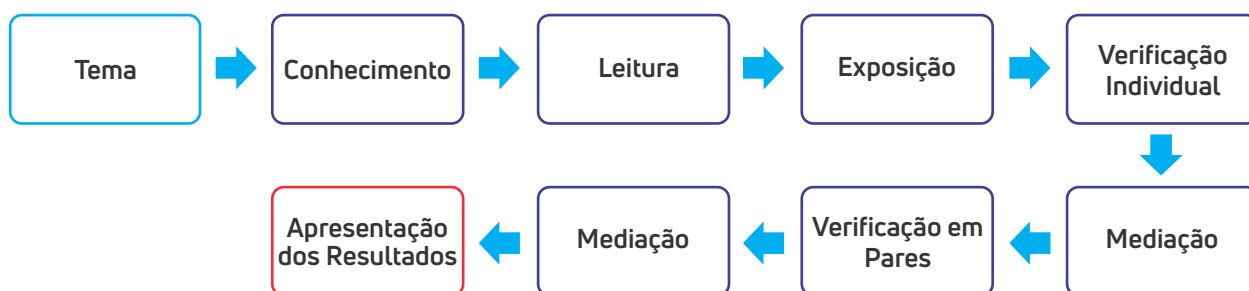 Tema
Conhecimento
Leitura
Exposição
Verificação
Individual
Mediação
Verificação em
Pares
Mediação
Apresentação
dos Resultados